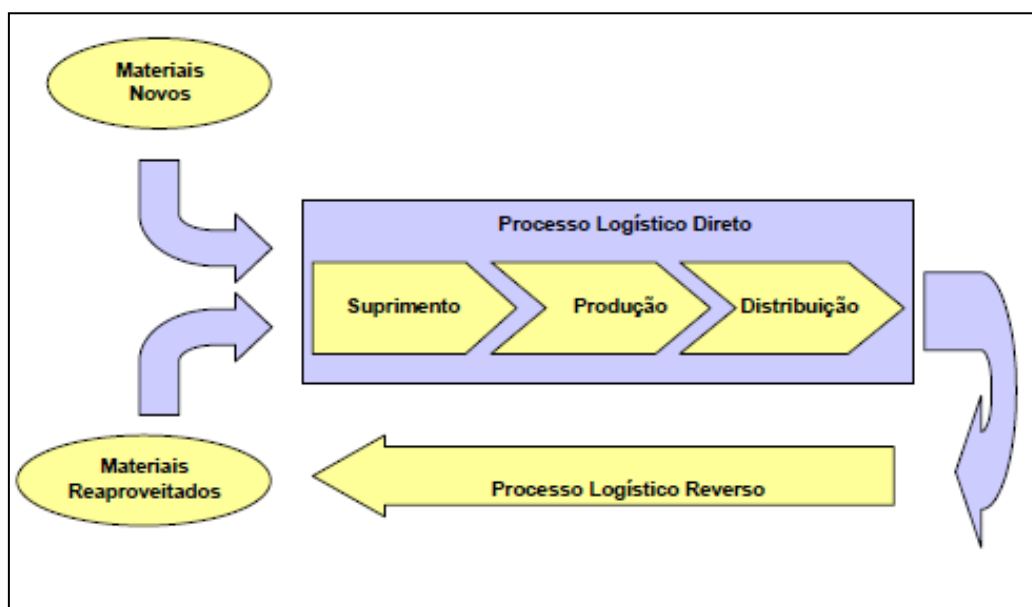 Materiais
Novos
Processo Logístico Direto
Suprimento
Produção
Distribuição
Materiais
Reaproveitados
Processo Logístico Reverso